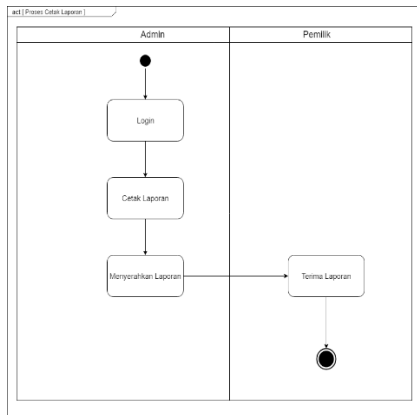 act [ Proses Cetak Laporan ]
Admin
Pemilik
Login
Cetak Laporan
Menyerahkan Laporan
Terima Laporan